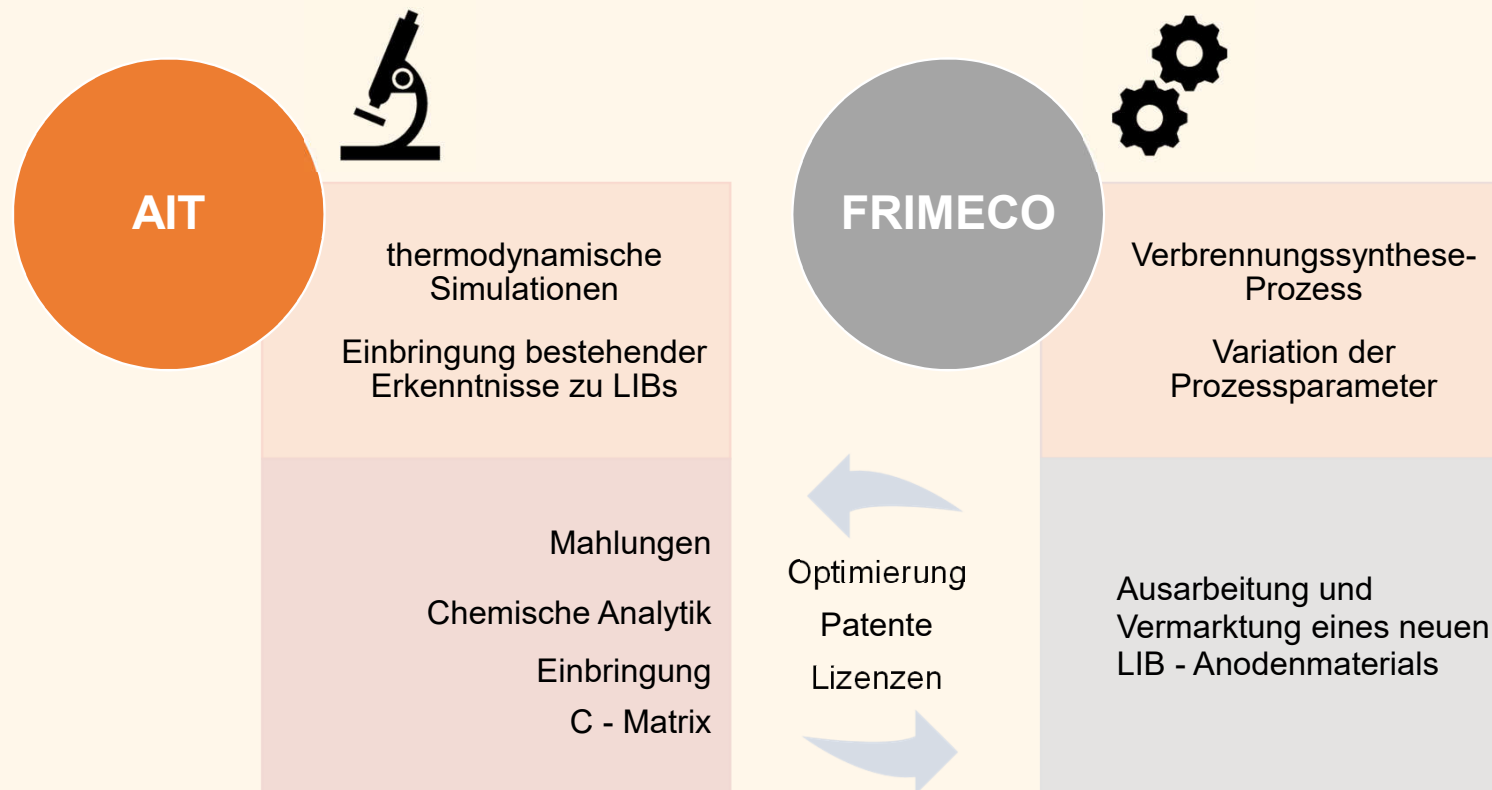 AIT
thermodynamische
Simulationen
Einbringung bestehender
Erkenntnisse zu LIBs
Mahlungen
Chemische Analytik
Einbringung
C - Matrix
Optimierung
Patente
Lizenzen
FRIMECO
Verbrennungssynthese-
Prozess
Variation der
Prozessparameter
Ausarbeitung und
Vermarktung eines neuen
LIB - Anodenmaterials